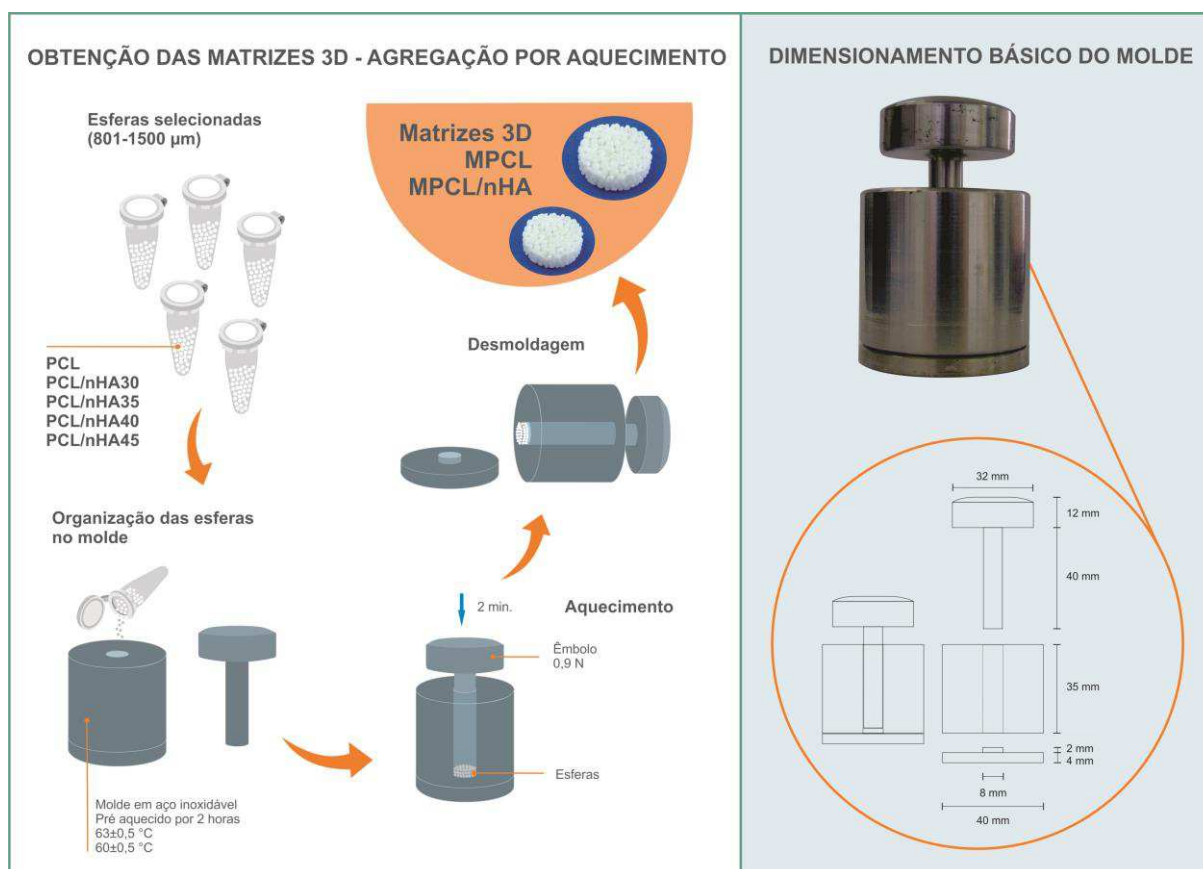 OBTENÇÃO DAS MATRIZES 3D - AGREGAÇÃO POR AQUECIMENTO
Esferas selecionadas
(801-1500 µm)
PCL
PCL/nHA30
PCL/nHA35
PCL/nHA40
PCL/nHA45
Organização das esferas
no molde
Molde em aço inoxidável
Pré aquecido por 2 horas
63±0,5 °C
60±0,5 °C
2 min.
Aquecimento
Êmbolo
0,9 N
Esferas
Desmoldagem
Matrizes 3D
MPCL
MPCL/nHA
DIMENSIONAMENTO BÁSICO DO MOLDE
32 mm
12 mm
40 mm
35 mm
2 mm
4 mm
8 mm
40 mm